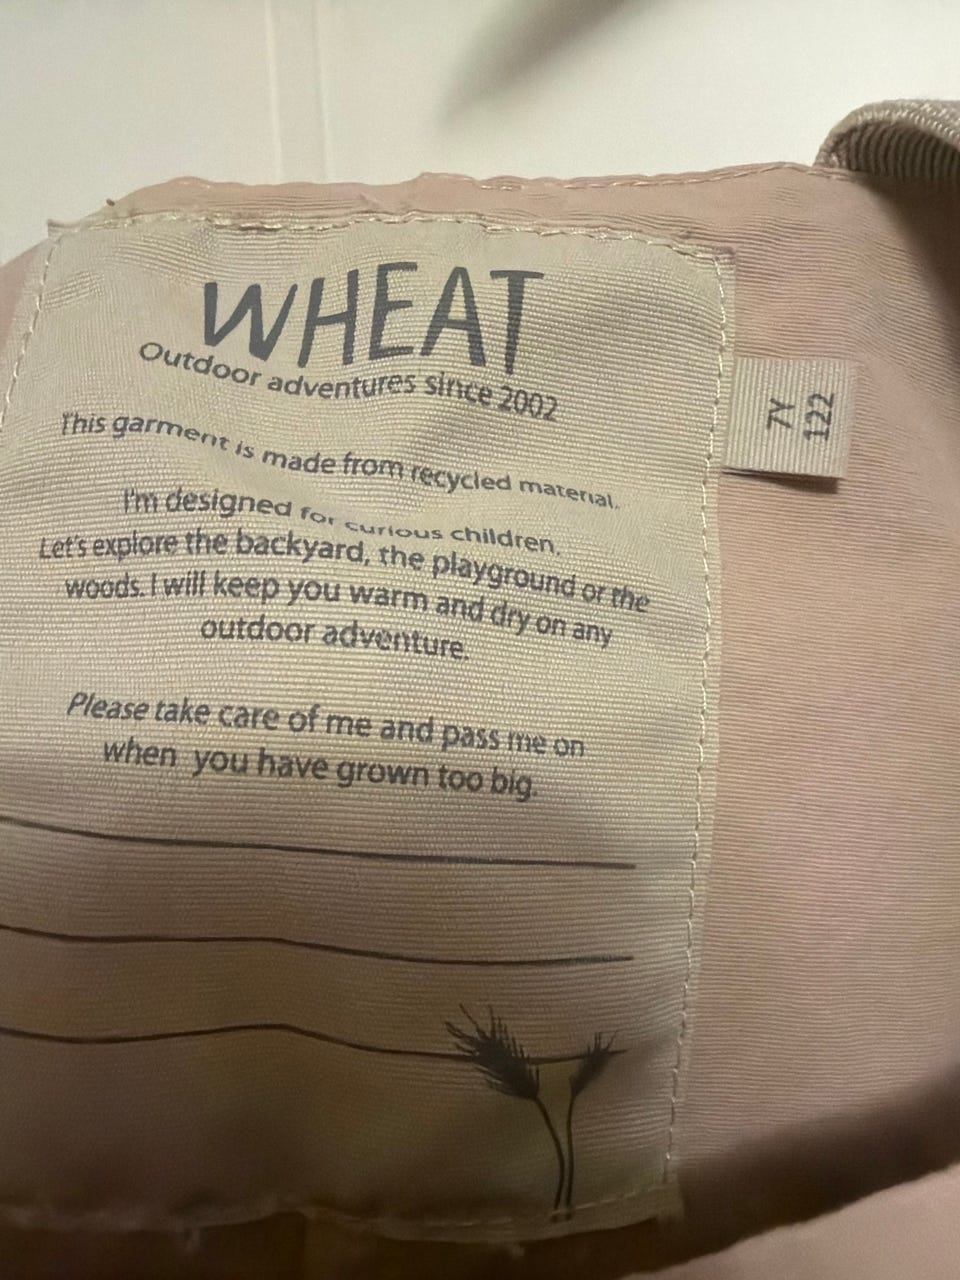 WHEAT
Outdoor adventures since 2002
This garment is made from recycled material.
I'm designed for curious children.
Let's explore the backyard, the playground or the
woods. I will keep you warm and dry on any
outdoor adventure.
Please take care of me and pass me on
when you have grown too big.
7Y
122